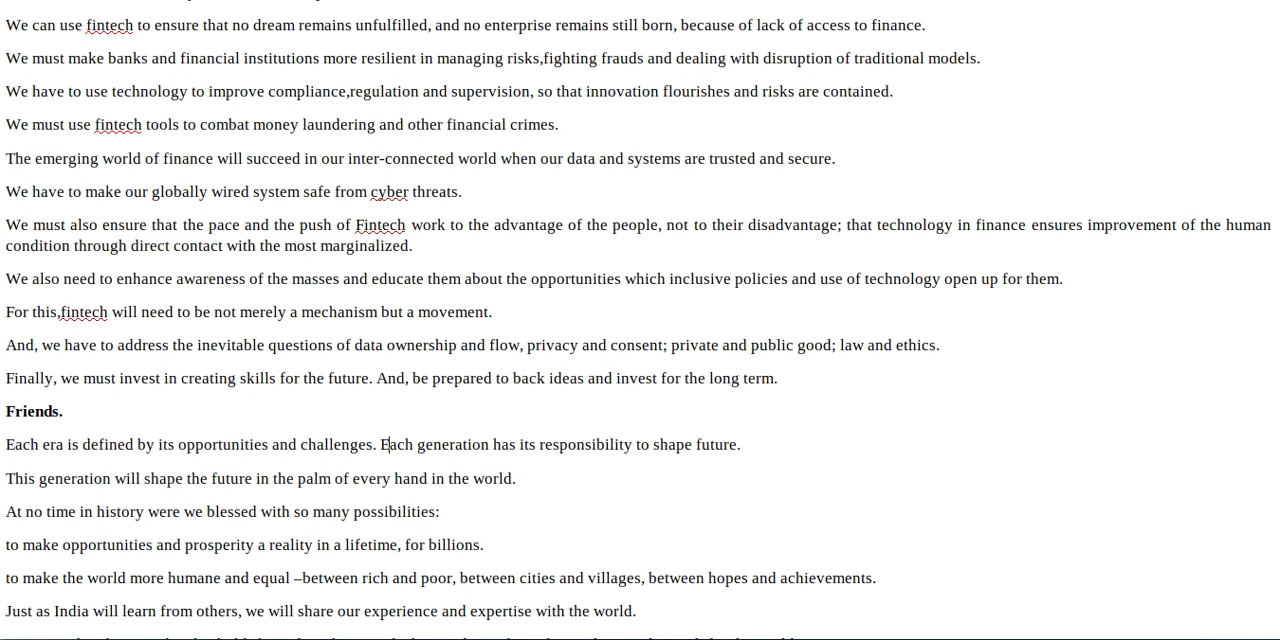 We can use fintech to ensure that no dream remains unfulfilled, and no enterprise remains still born, because of lack of access to finance.
We must make banks and financial institutions more resilient in managing risks,fighting frauds and dealing with disruption of traditional models.
We have to use technology to improve compliance,regulation and supervision, so that innovation flourishes and risks are contained.
We must use fintech tools to combat money laundering and other financial crimes.
The emerging world of finance will succeed in our inter-connected world when our data and systems are trusted and secure.
We have to make our globally wired system safe from cyber threats.
We must also ensure that the pace and the push of Fintech work to the advantage of the people, not to their disadvantage; that technology in finance ensures improvement of the human
condition through direct contact with the most marginalized.
We also need to enhance awareness of the masses and educate them about the opportunities which inclusive policies and use of technology open up for them.
For this,fintech will need to be not merely a mechanism but a movement.
And, we have to address the inevitable questions of data ownership and flow, privacy and consent; private and public good; law and ethics.
Finally, we must invest in creating skills for the future. And, be prepared to back ideas and invest for the long term.
Friends.
Each era is defined by its opportunities and challenges. Each generation has its responsibility to shape future.
This generation will shape the future in the palm of every hand in the world.
At no time in history were we blessed with so many possibilities:
to make opportunities and prosperity a reality in a lifetime, for billions.
to make the world more humane and equal –between rich and poor, between cities and villages, between hopes and achievements.
Just as India will learn from others, we will share our experience and expertise with the world.